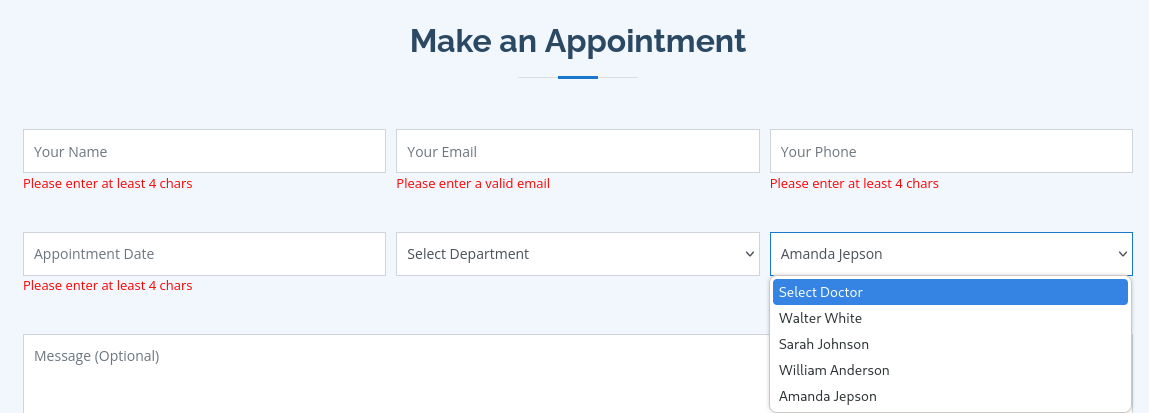 Make an Appointment
Your Name
Your Email
Your Phone
Please enter at least 4 chars
Please enter a valid email
Please enter at least 4 chars
Appointment Date
Select Department
Amanda Jepson
Please enter at least 4 chars
Select Doctor
Walter White
Sarah Johnson
William Anderson
Amanda Jepson
Message (Optional)